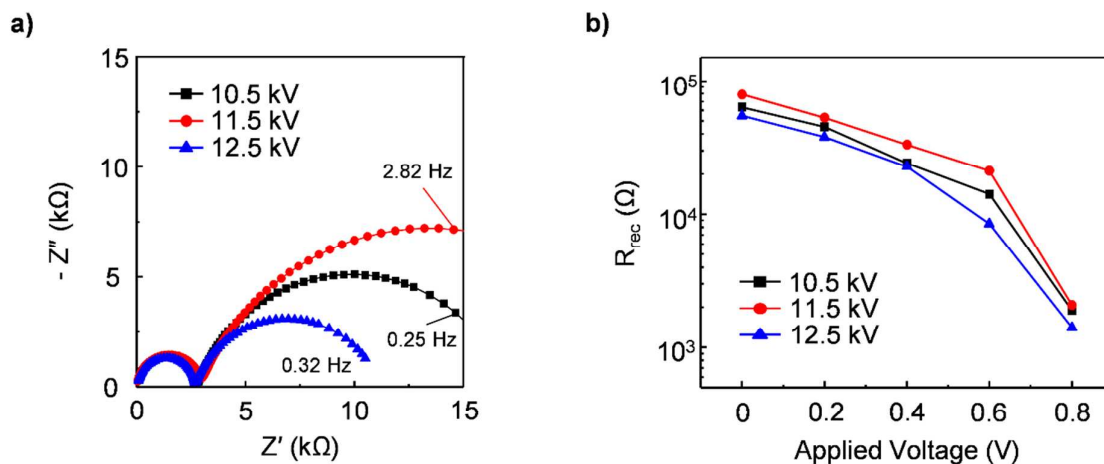 a)
15
10
5
0
- Z″ (kΩ)
10.5 kV
11.5 kV
12.5 kV
2.82 Hz
0.25 Hz
0.32 Hz
0
5
10
15
Z′ (kΩ)
b)
10⁵
10⁴
10³
R_rec (Ω)
10.5 kV
11.5 kV
12.5 kV
0
0.2
0.4
0.6
0.8
Applied Voltage (V)